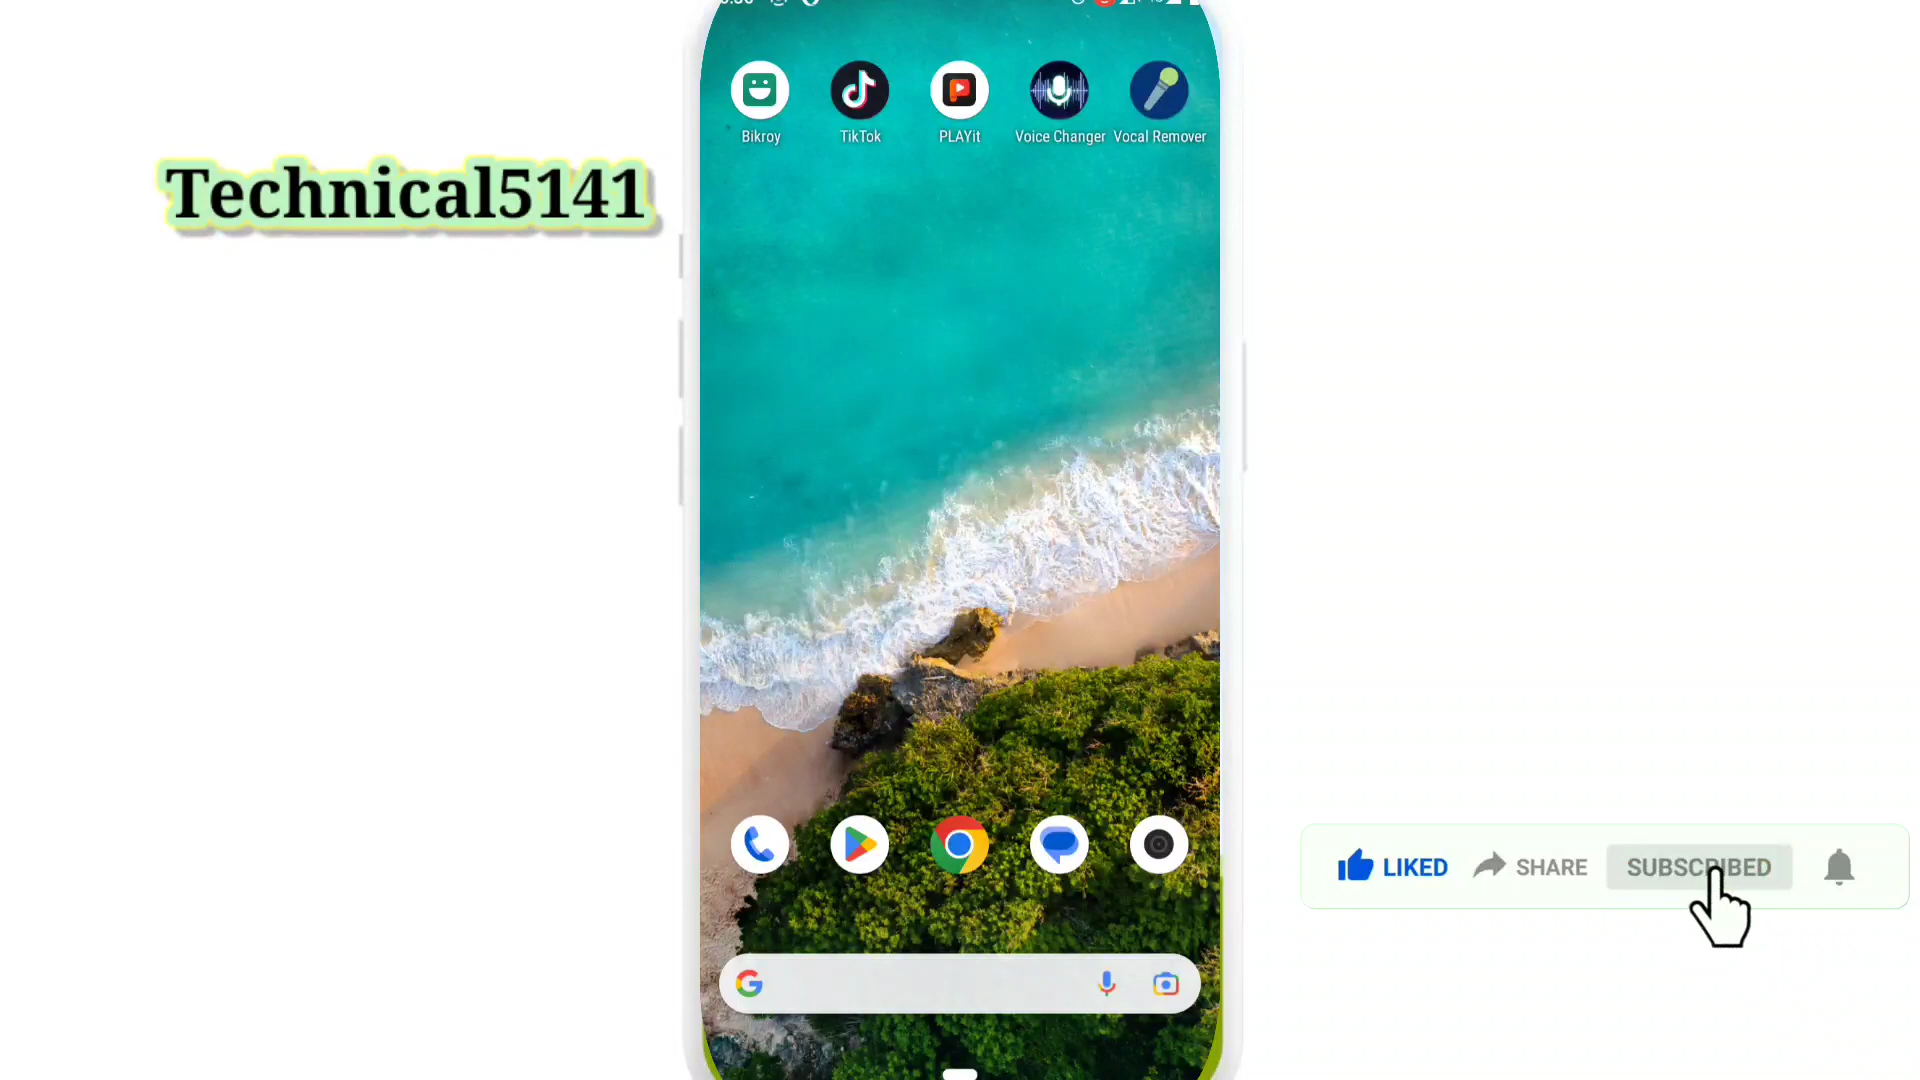 Technical5141
Bikroy
TikTok
PLAYit
Voice Changer
Vocal Remover
LIKED
SHARE
SUBSCRIBED